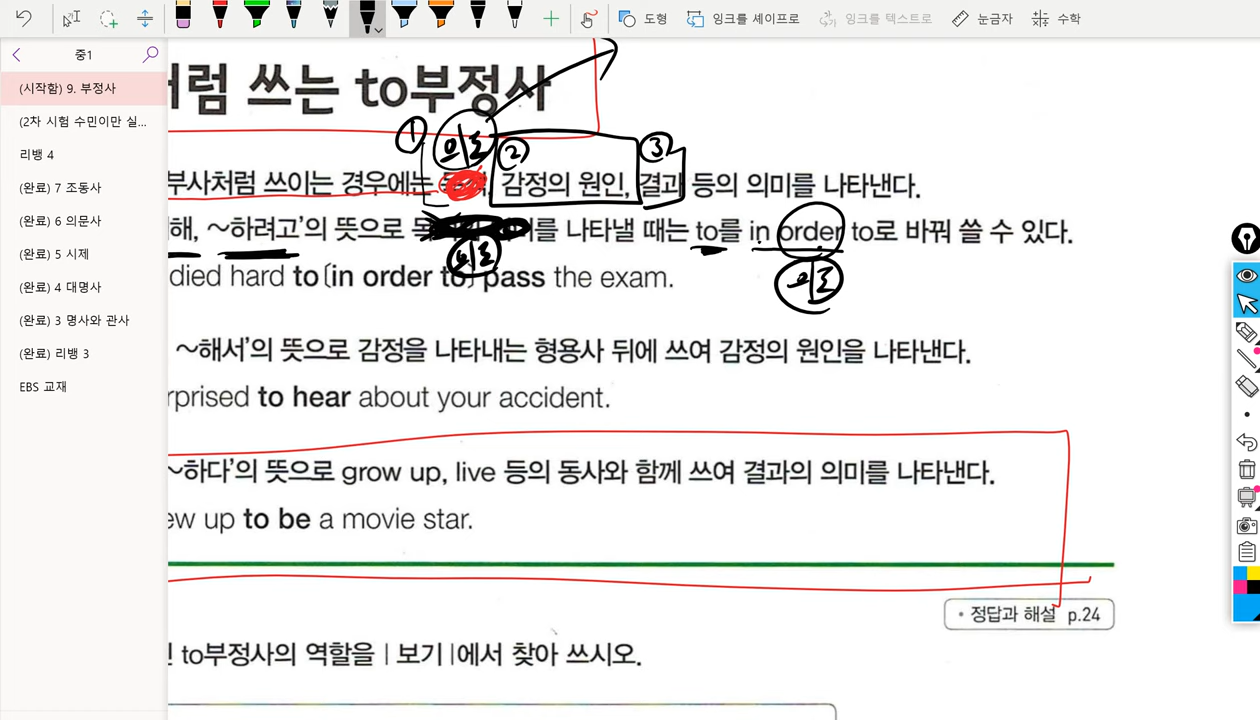 도형
잉크를 셰이프로
잉크를 텍스트로
눈금자
수학
중1
(시작함) 9. 부정사
(2차 시험 수민이만 실...
리뱅 4
(완료) 7 조동사
(완료) 6 의문사
(완료) 5 시제
(완료) 4 대명사
(완료) 3 명사와 관사
(완료) 리뱅 3
EBS 교재
처럼 쓰는 to부정사
① 의도 ② ③
부사처럼 쓰이는 경우에는 감정의 원인, 결과 등의 의미를 나타낸다.
해, ~하려고'의 뜻으로 를 나타낼 때는 to를 in order to로 바꿔 쓸 수 있다.
의도 의도
died hard to〔in order to〕 pass the exam.
~해서'의 뜻으로 감정을 나타내는 형용사 뒤에 쓰여 감정의 원인을 나타낸다.
rprised to hear about your accident.
~하다'의 뜻으로 grow up, live 등의 동사와 함께 쓰여 결과의 의미를 나타낸다.
ew up to be a movie star.
• 정답과 해설 p.24
to부정사의 역할을 | 보기 |에서 찾아 쓰시오.